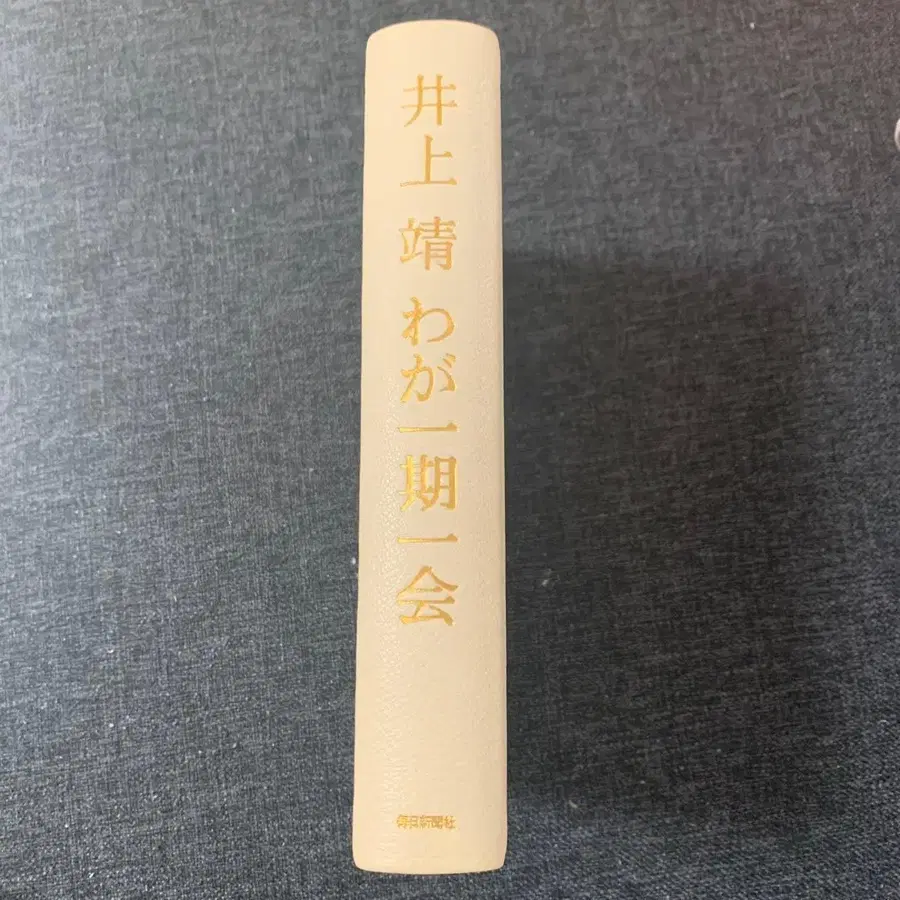 井上 靖 わが一期一会
毎日新聞社